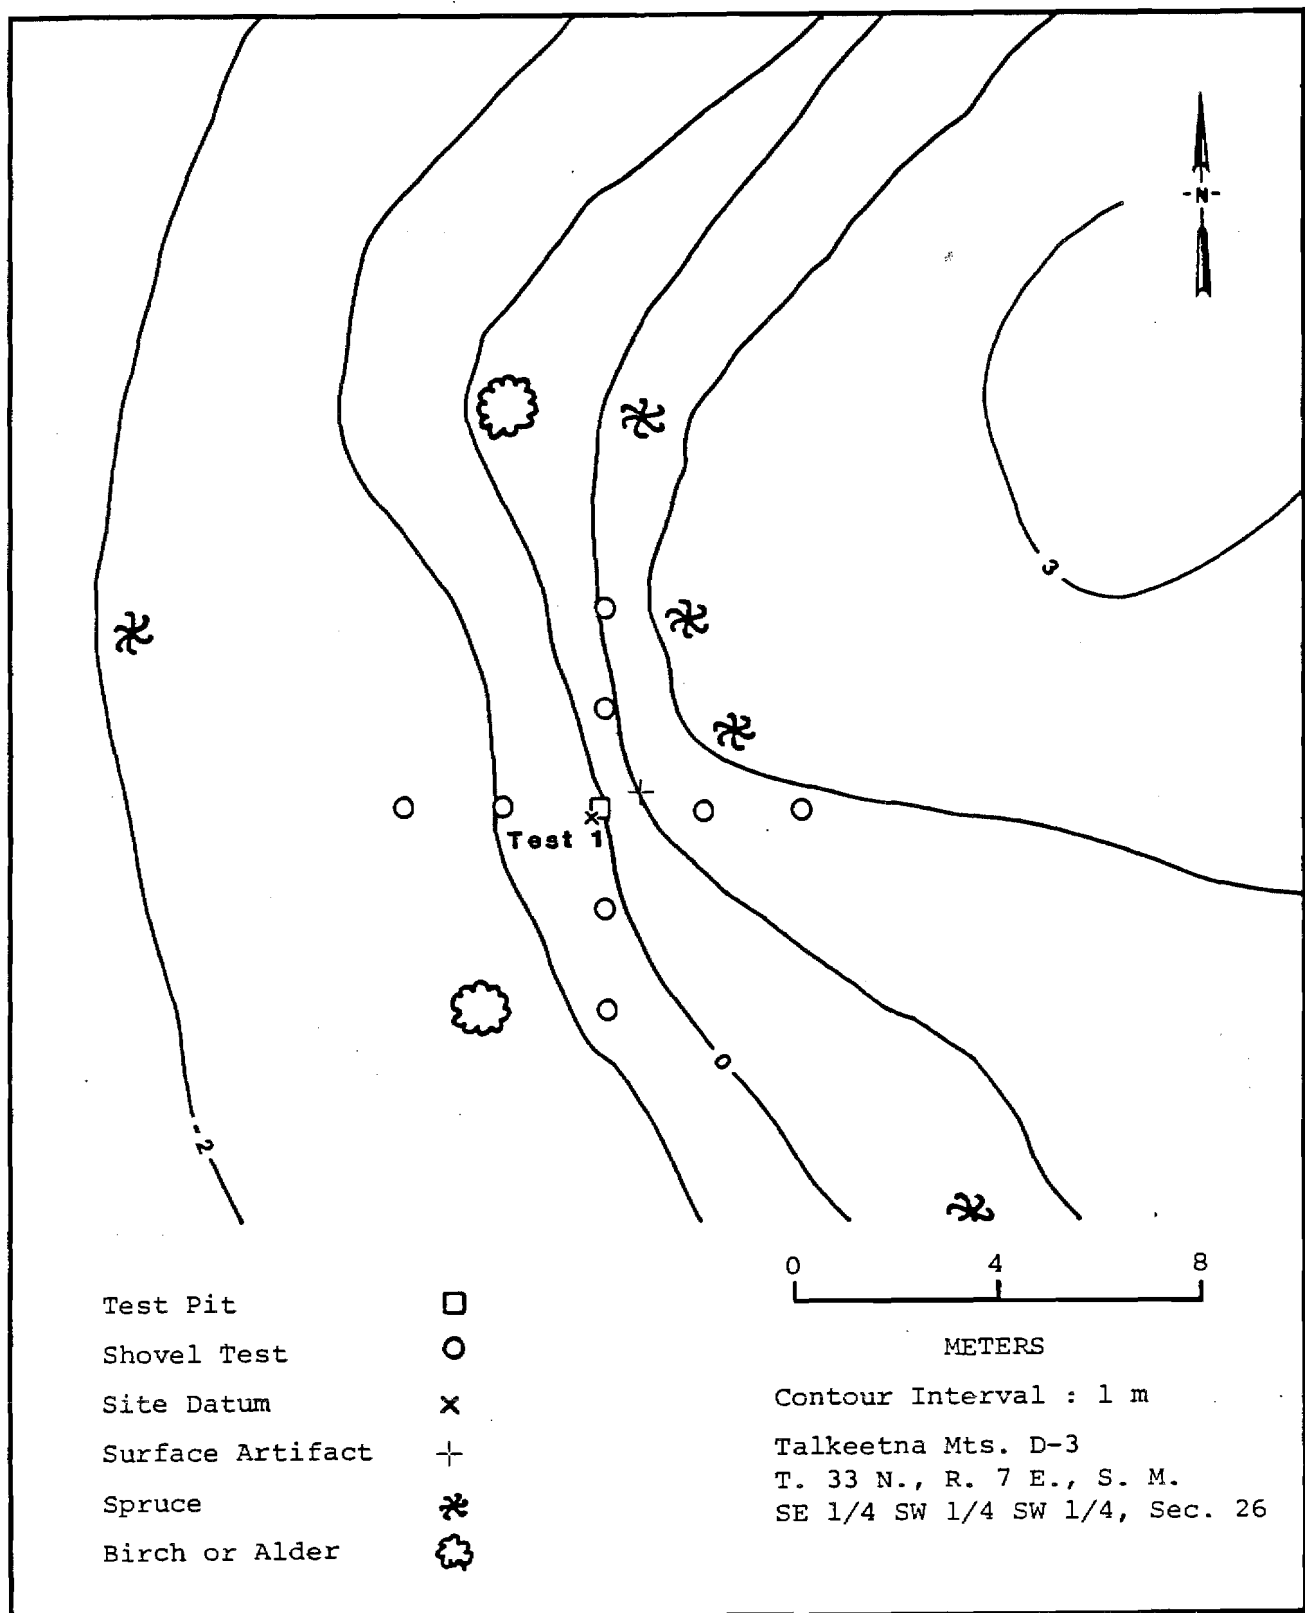 -N-
3
Test 1
0
-2
0 4 8
METERS
Test Pit
Shovel Test
Site Datum
Surface Artifact
Spruce
Birch or Alder
Contour Interval : 1 m
Talkeetna Mts. D-3
T. 33 N., R. 7 E., S. M.
SE 1/4 SW 1/4 SW 1/4, Sec. 26